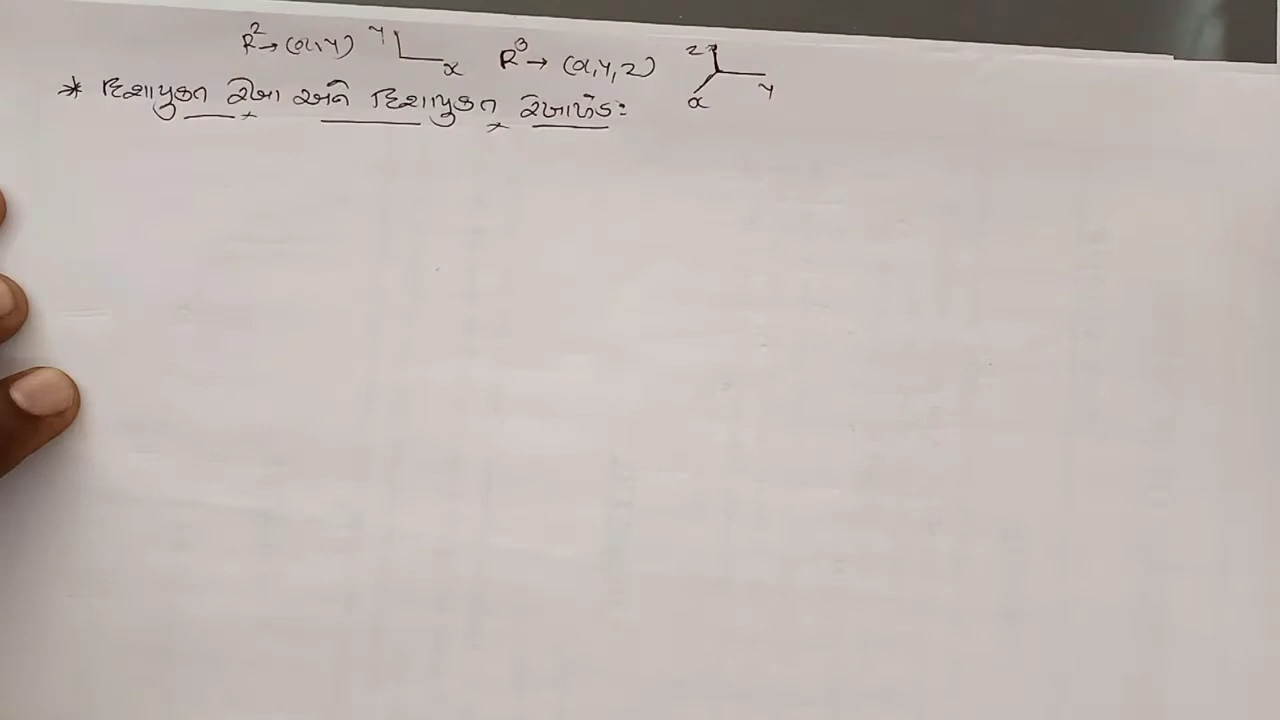 R² → (x, y) y x R³ → (x, y, z) z x y
* દિશાયુક્ત રેખા અને દિશાયુક્ત રેખાખંડ: